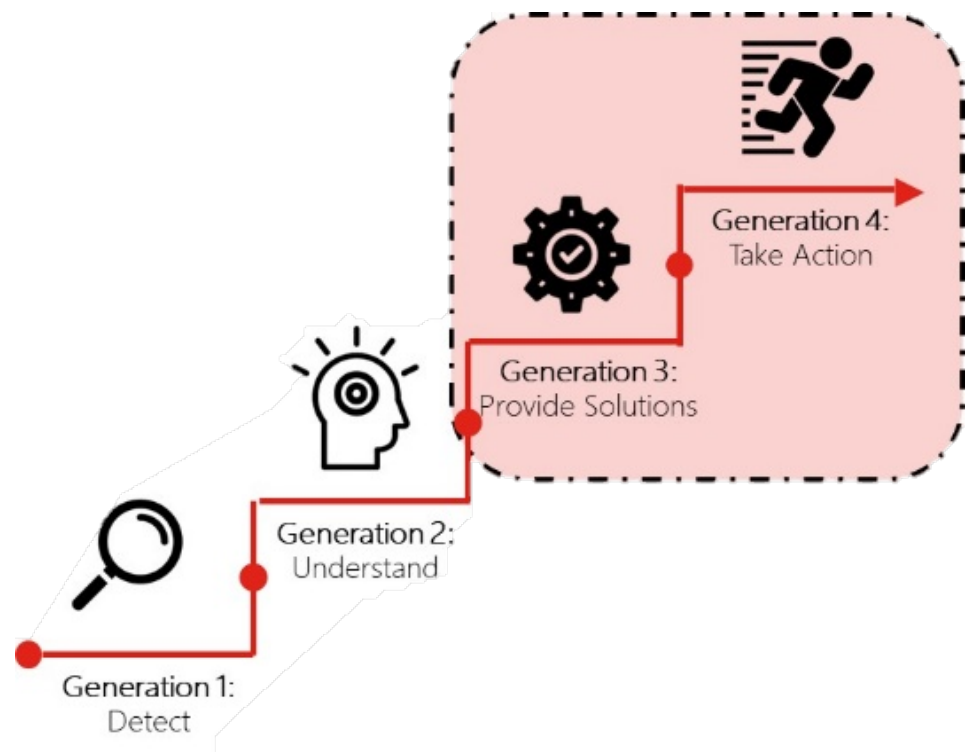 Generation 4:
Take Action
Generation 3:
Provide Solutions
Generation 2:
Understand
Generation 1:
Detect